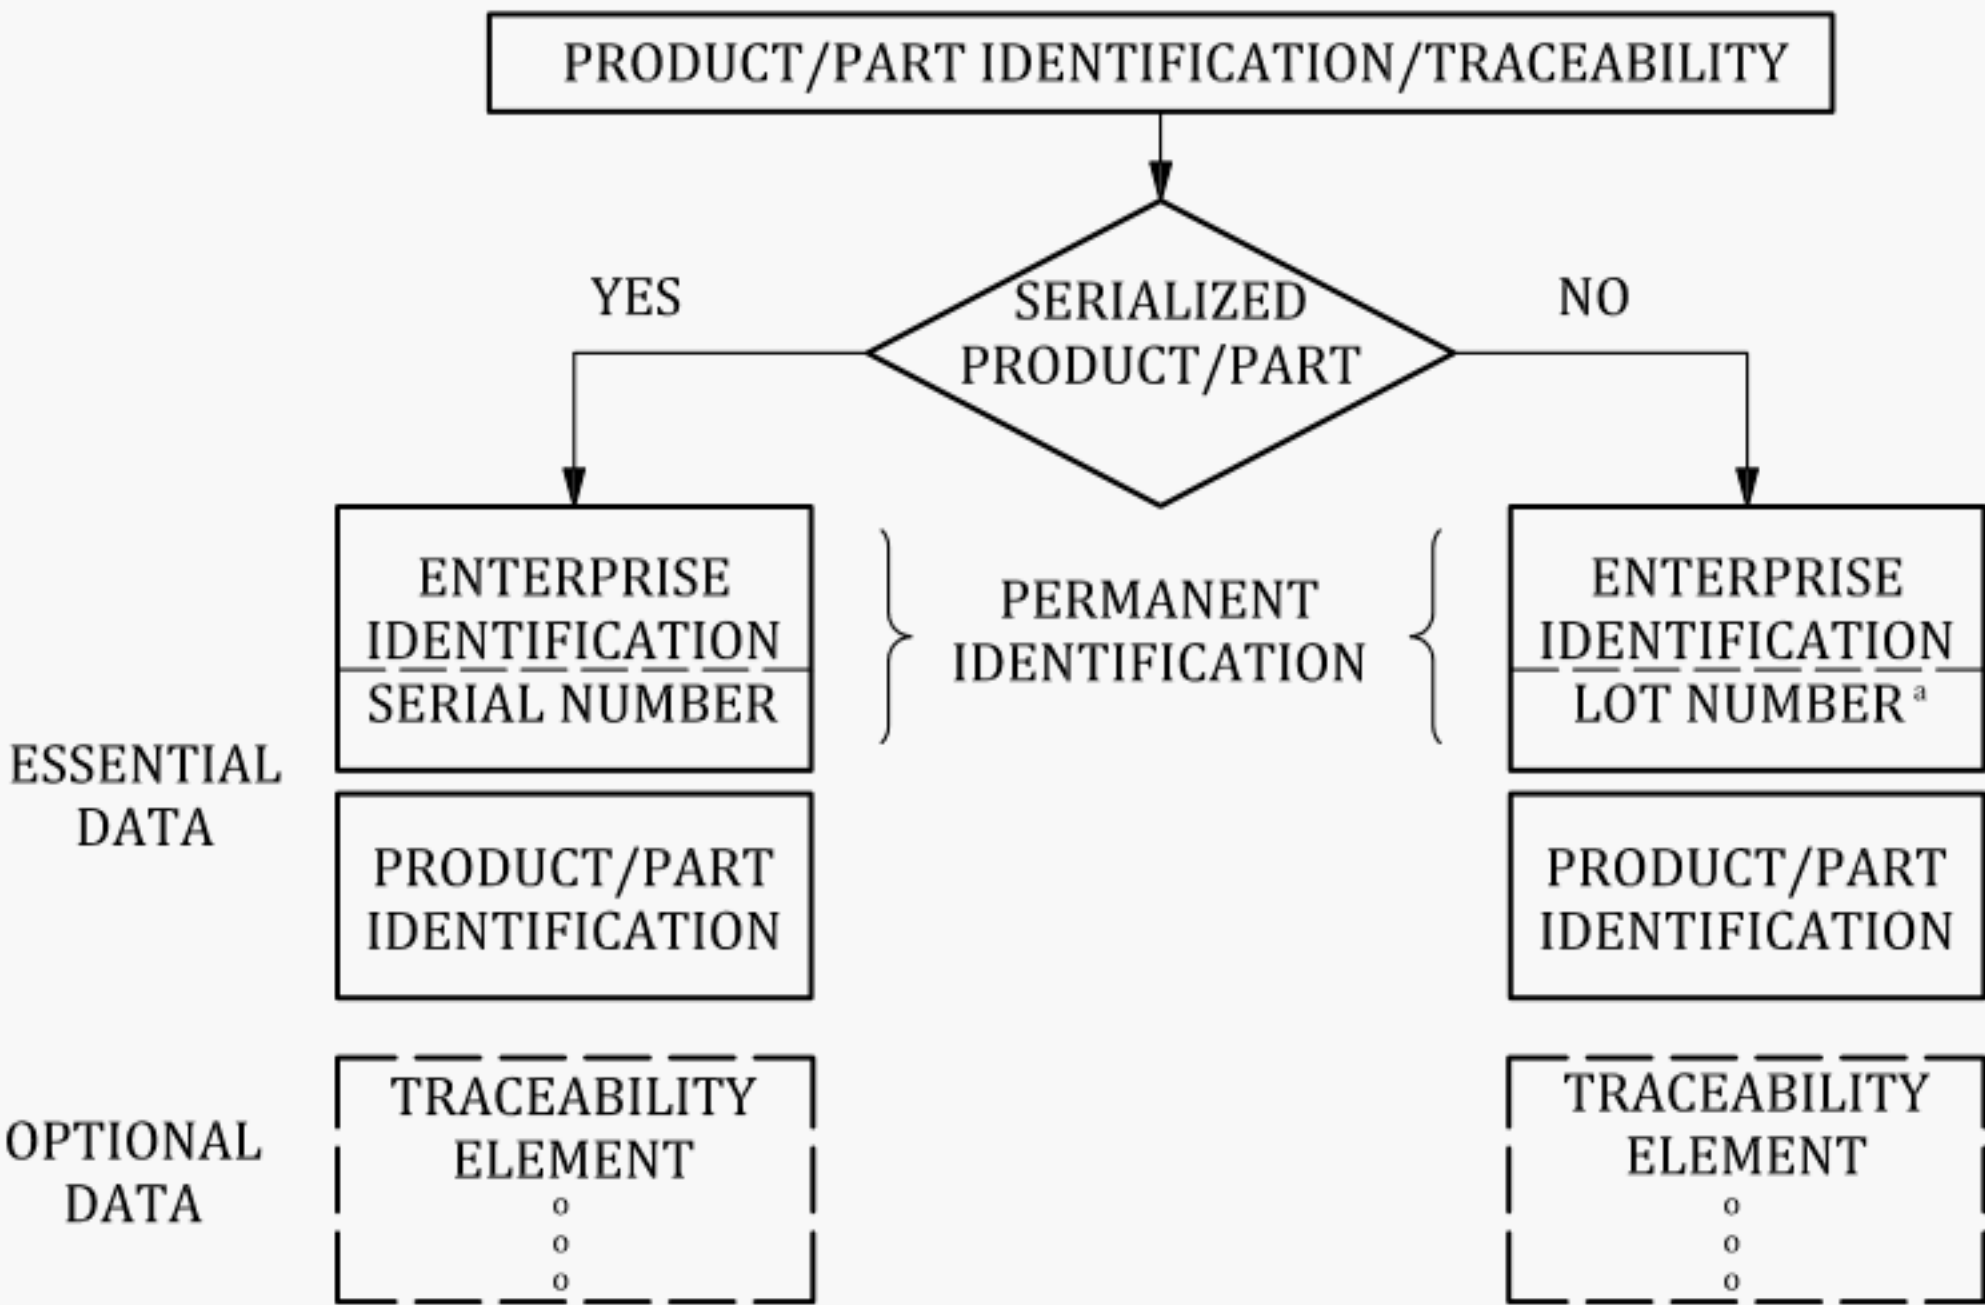 PRODUCT/PART IDENTIFICATION/TRACEABILITY
YES
SERIALIZED
PRODUCT/PART
NO
ENTERPRISE
IDENTIFICATION
SERIAL NUMBER
PERMANENT
IDENTIFICATION
ENTERPRISE
IDENTIFICATION
LOT NUMBER a
ESSENTIAL
DATA
PRODUCT/PART
IDENTIFICATION
PRODUCT/PART
IDENTIFICATION
OPTIONAL
DATA
TRACEABILITY
ELEMENT
o
o
o
TRACEABILITY
ELEMENT
o
o
o